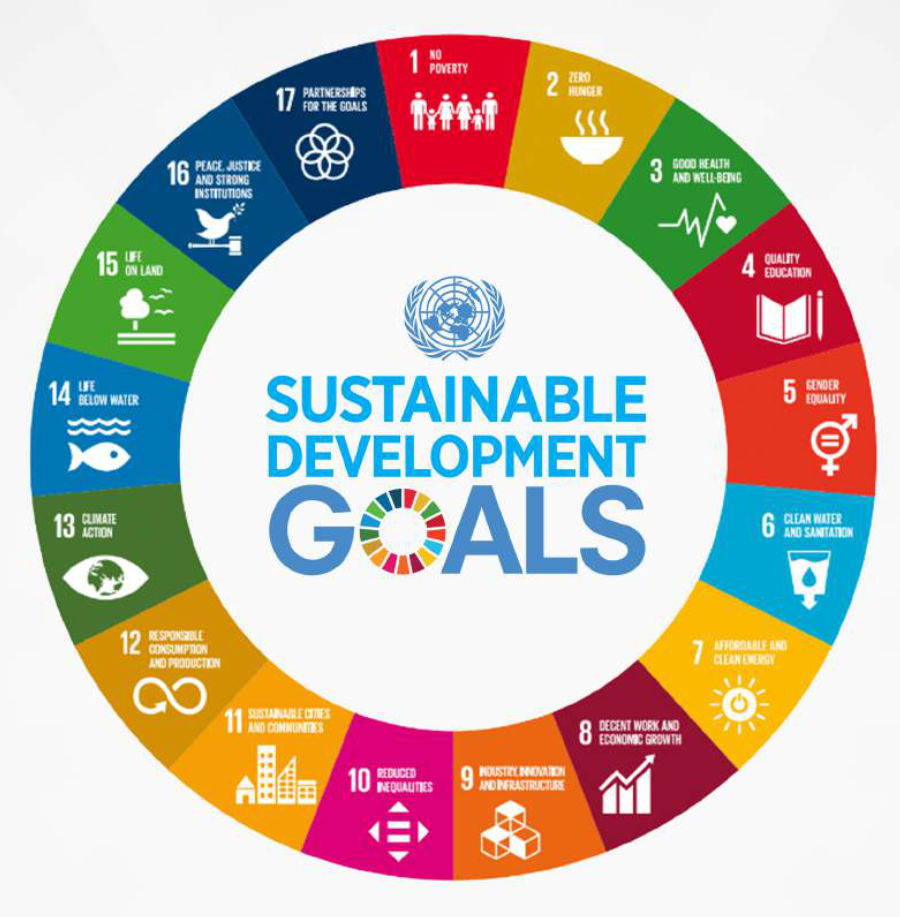 1 NO
POVERTY
2 ZERO
HUNGER
3 GOOD HEALTH
AND WELL-BEING
4 QUALITY
EDUCATION
5 GENDER
EQUALITY
6 CLEAN WATER
AND SANITATION
7 AFFORDABLE AND
CLEAN ENERGY
8 DECENT WORK AND
ECONOMIC GROWTH
9 INDUSTRY, INNOVATION
AND INFRASTRUCTURE
10 REDUCED
INEQUALITIES
11 SUSTAINABLE CITIES
AND COMMUNITIES
12 RESPONSIBLE
CONSUMPTION
AND PRODUCTION
13 CLIMATE
ACTION
14 LIFE
BELOW WATER
15 LIFE
ON LAND
16 PEACE, JUSTICE
AND STRONG
INSTITUTIONS
17 PARTNERSHIPS
FOR THE GOALS
SUSTAINABLE
DEVELOPMENT
GOALS